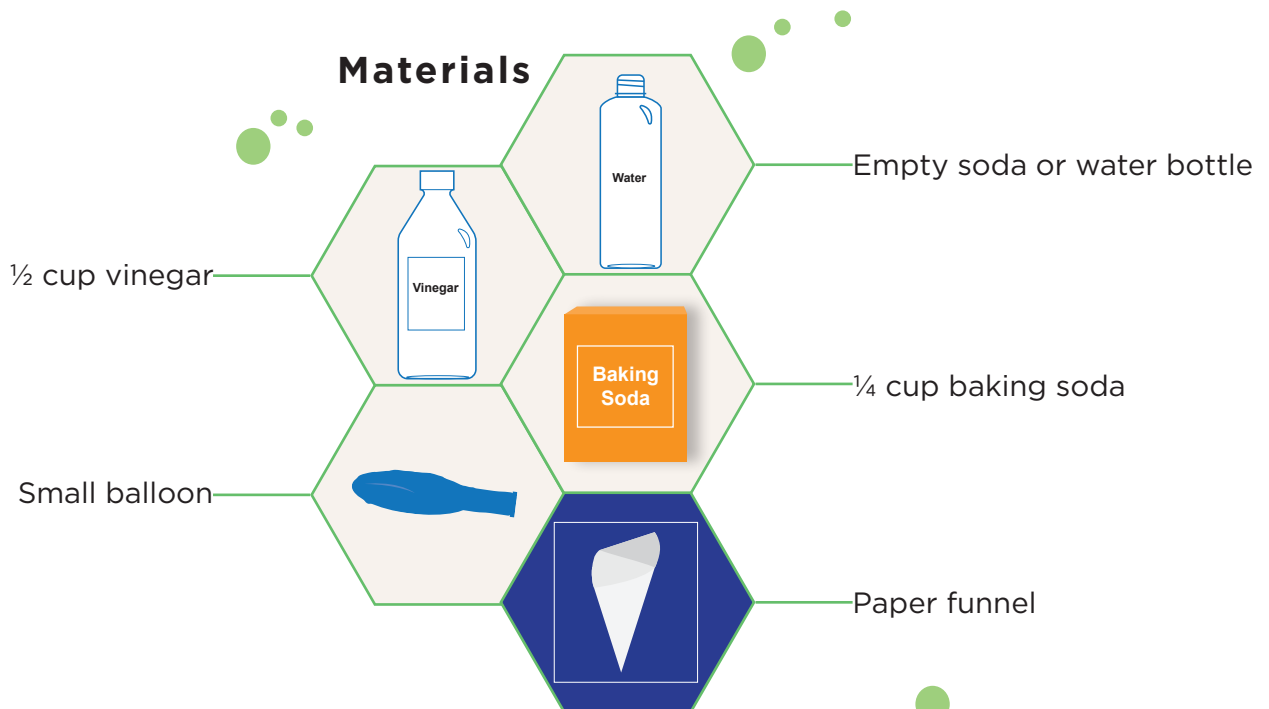 Materials
Water
Empty soda or water bottle
½ cup vinegar
Vinegar
Baking
Soda
¼ cup baking soda
Small balloon
Paper funnel